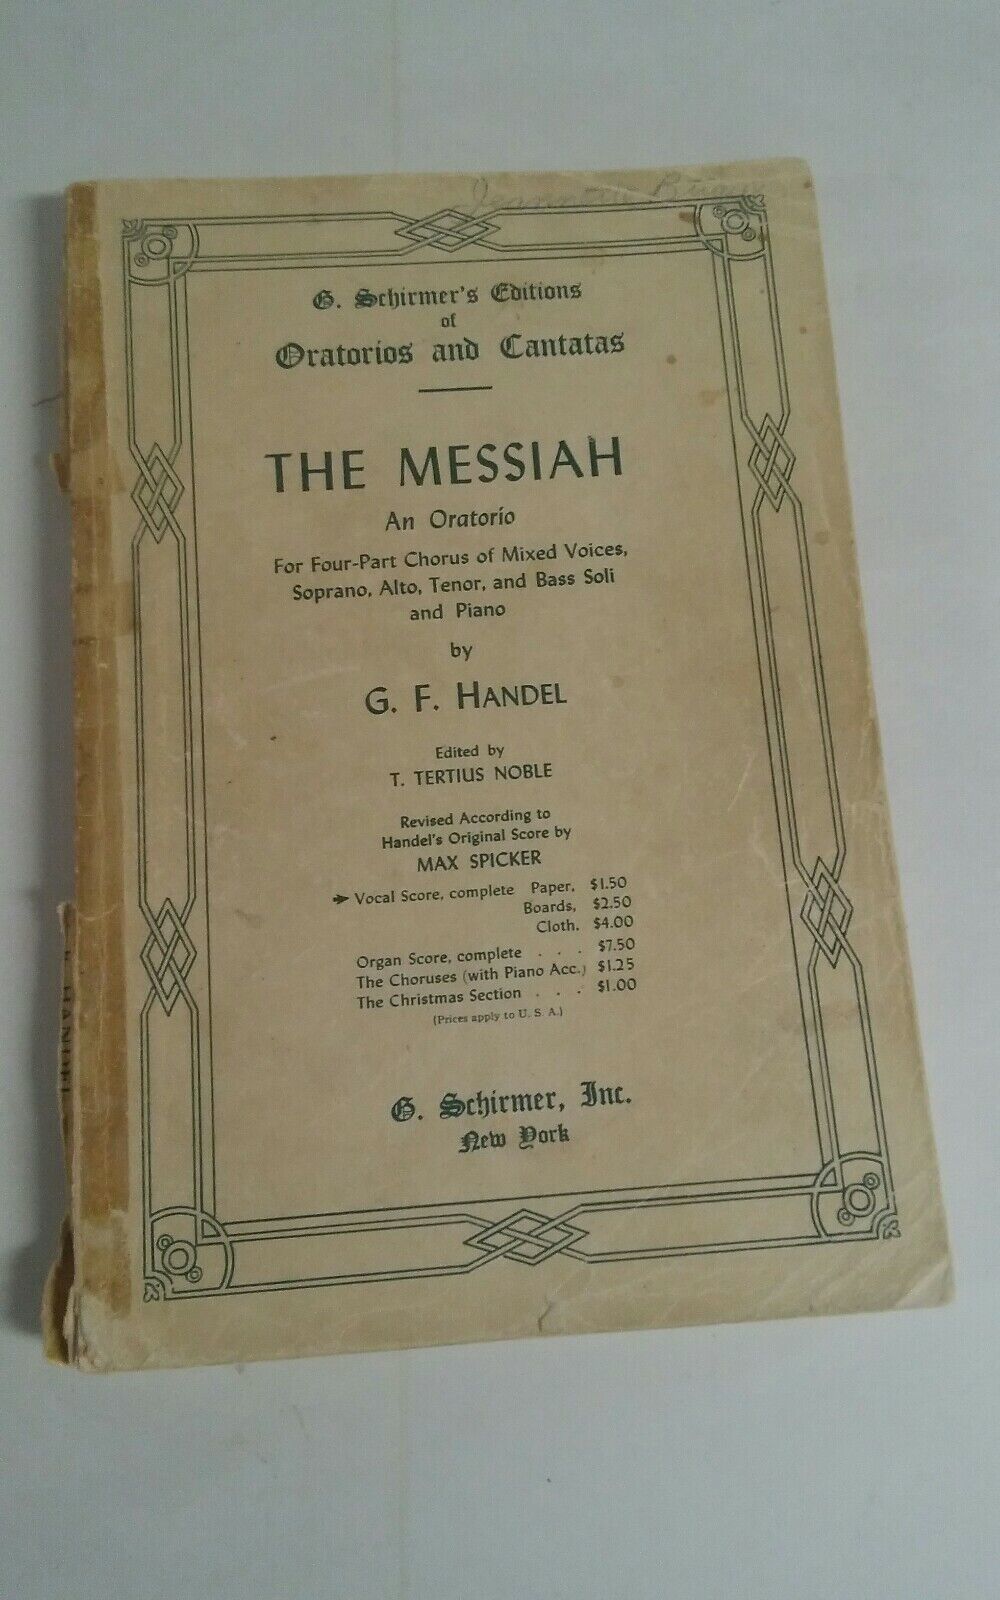 G. Schirmer's Editions
of
Oratorios and Cantatas
THE MESSIAH
An Oratorio
For Four-Part Chorus of Mixed Voices,
Soprano, Alto, Tenor, and Bass Soli
and Piano
by
G. F. HANDEL
Edited by
T. TERTIUS NOBLE
Revised According to
Handel's Original Score by
MAX SPICKER
Vocal Score, complete Paper, $1.50
Boards, $2.50
Cloth, $4.00
Organ Score, complete . . . $7.50
The Choruses (with Piano Acc.) $1.25
The Christmas Section . . . $1.00
(Prices apply to U. S. A.)
G. Schirmer, Inc.
New York
HANDEL